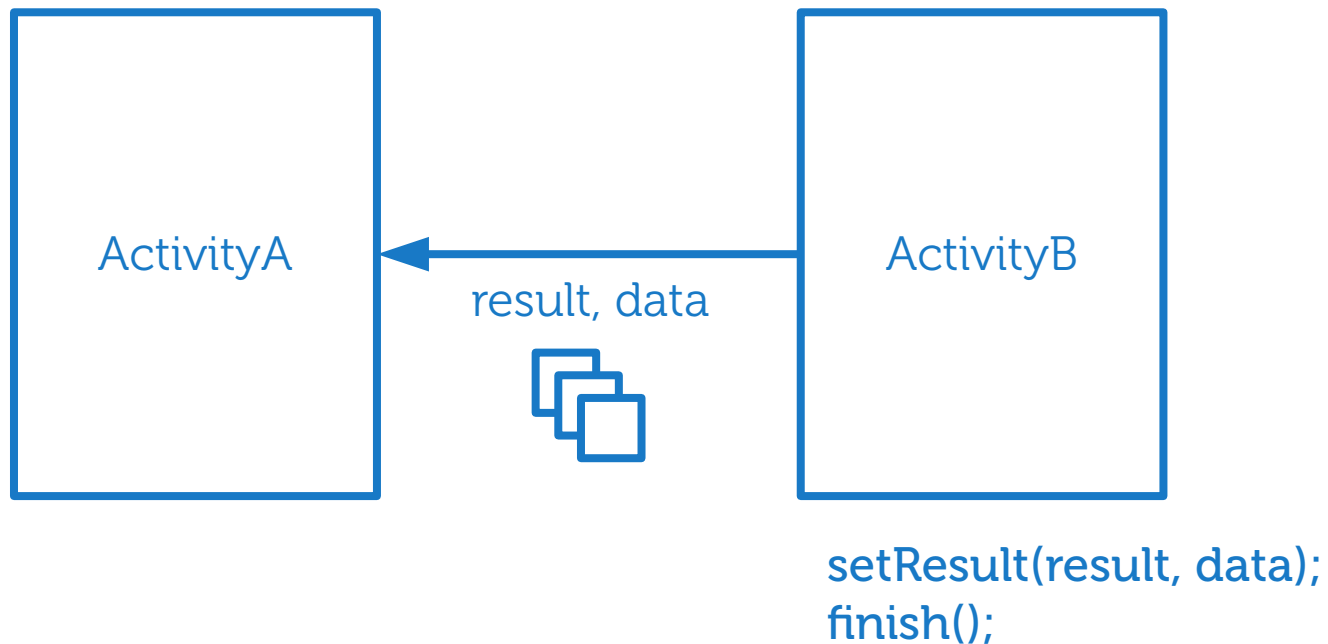 ActivityA
ActivityB
result, data
setResult(result, data);
finish();